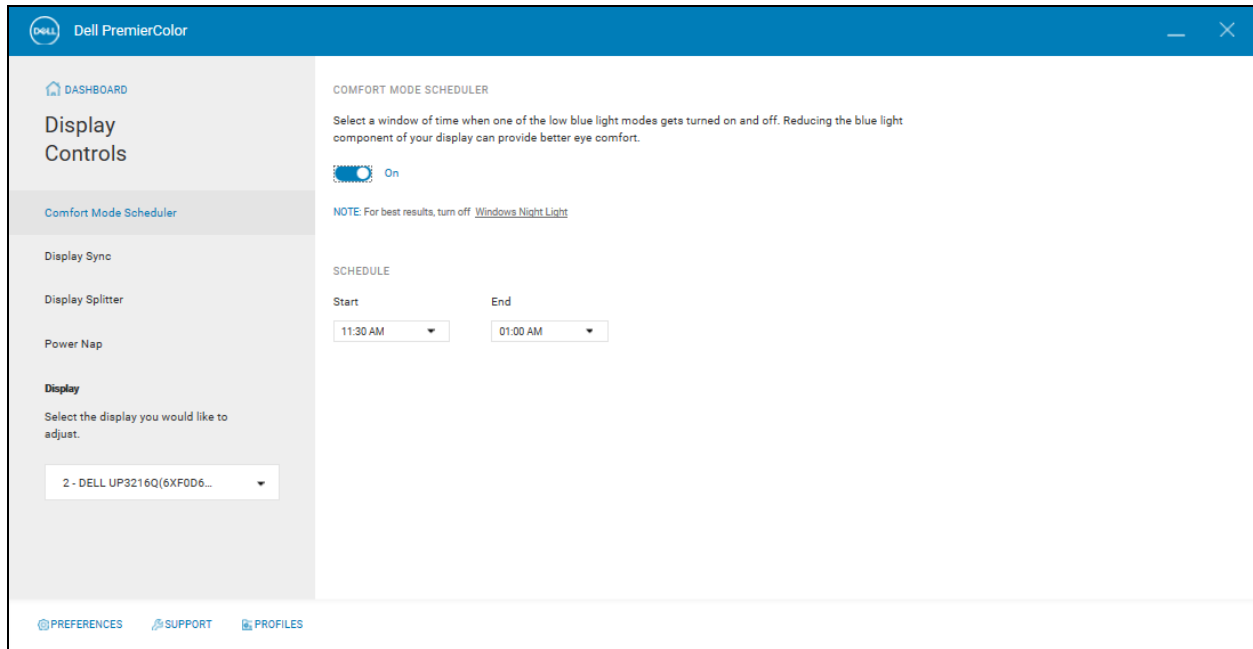 DELL
Dell PremierColor
DASHBOARD
Display
Controls
Comfort Mode Scheduler
Display Sync
Display Splitter
Power Nap
Display
Select the display you would like to
adjust.
2 - DELL UP3216Q(6XF0D6...
COMFORT MODE SCHEDULER
Select a window of time when one of the low blue light modes gets turned on and off. Reducing the blue light
component of your display can provide better eye comfort.
On
NOTE: For best results, turn off Windows Night Light
SCHEDULE
Start End
11:30 AM 01:00 AM
PREFERENCES SUPPORT PROFILES